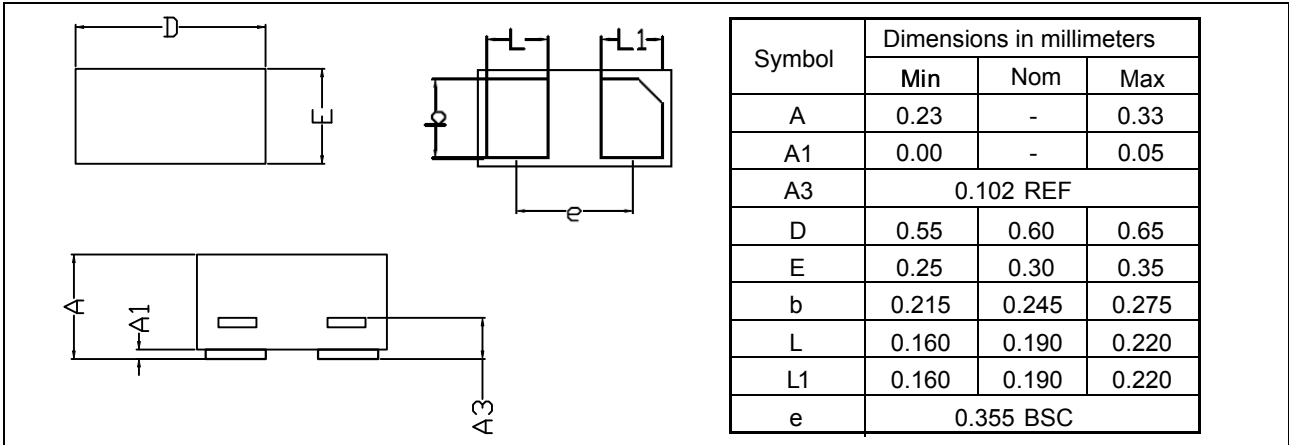 D
E
L
L1
b
e
A
A1
A3
Symbol Dimensions in millimeters
Min Nom Max
A 0.23 - 0.33
A1 0.00 - 0.05
A3 0.102 REF
D 0.55 0.60 0.65
E 0.25 0.30 0.35
b 0.215 0.245 0.275
L 0.160 0.190 0.220
L1 0.160 0.190 0.220
e 0.355 BSC